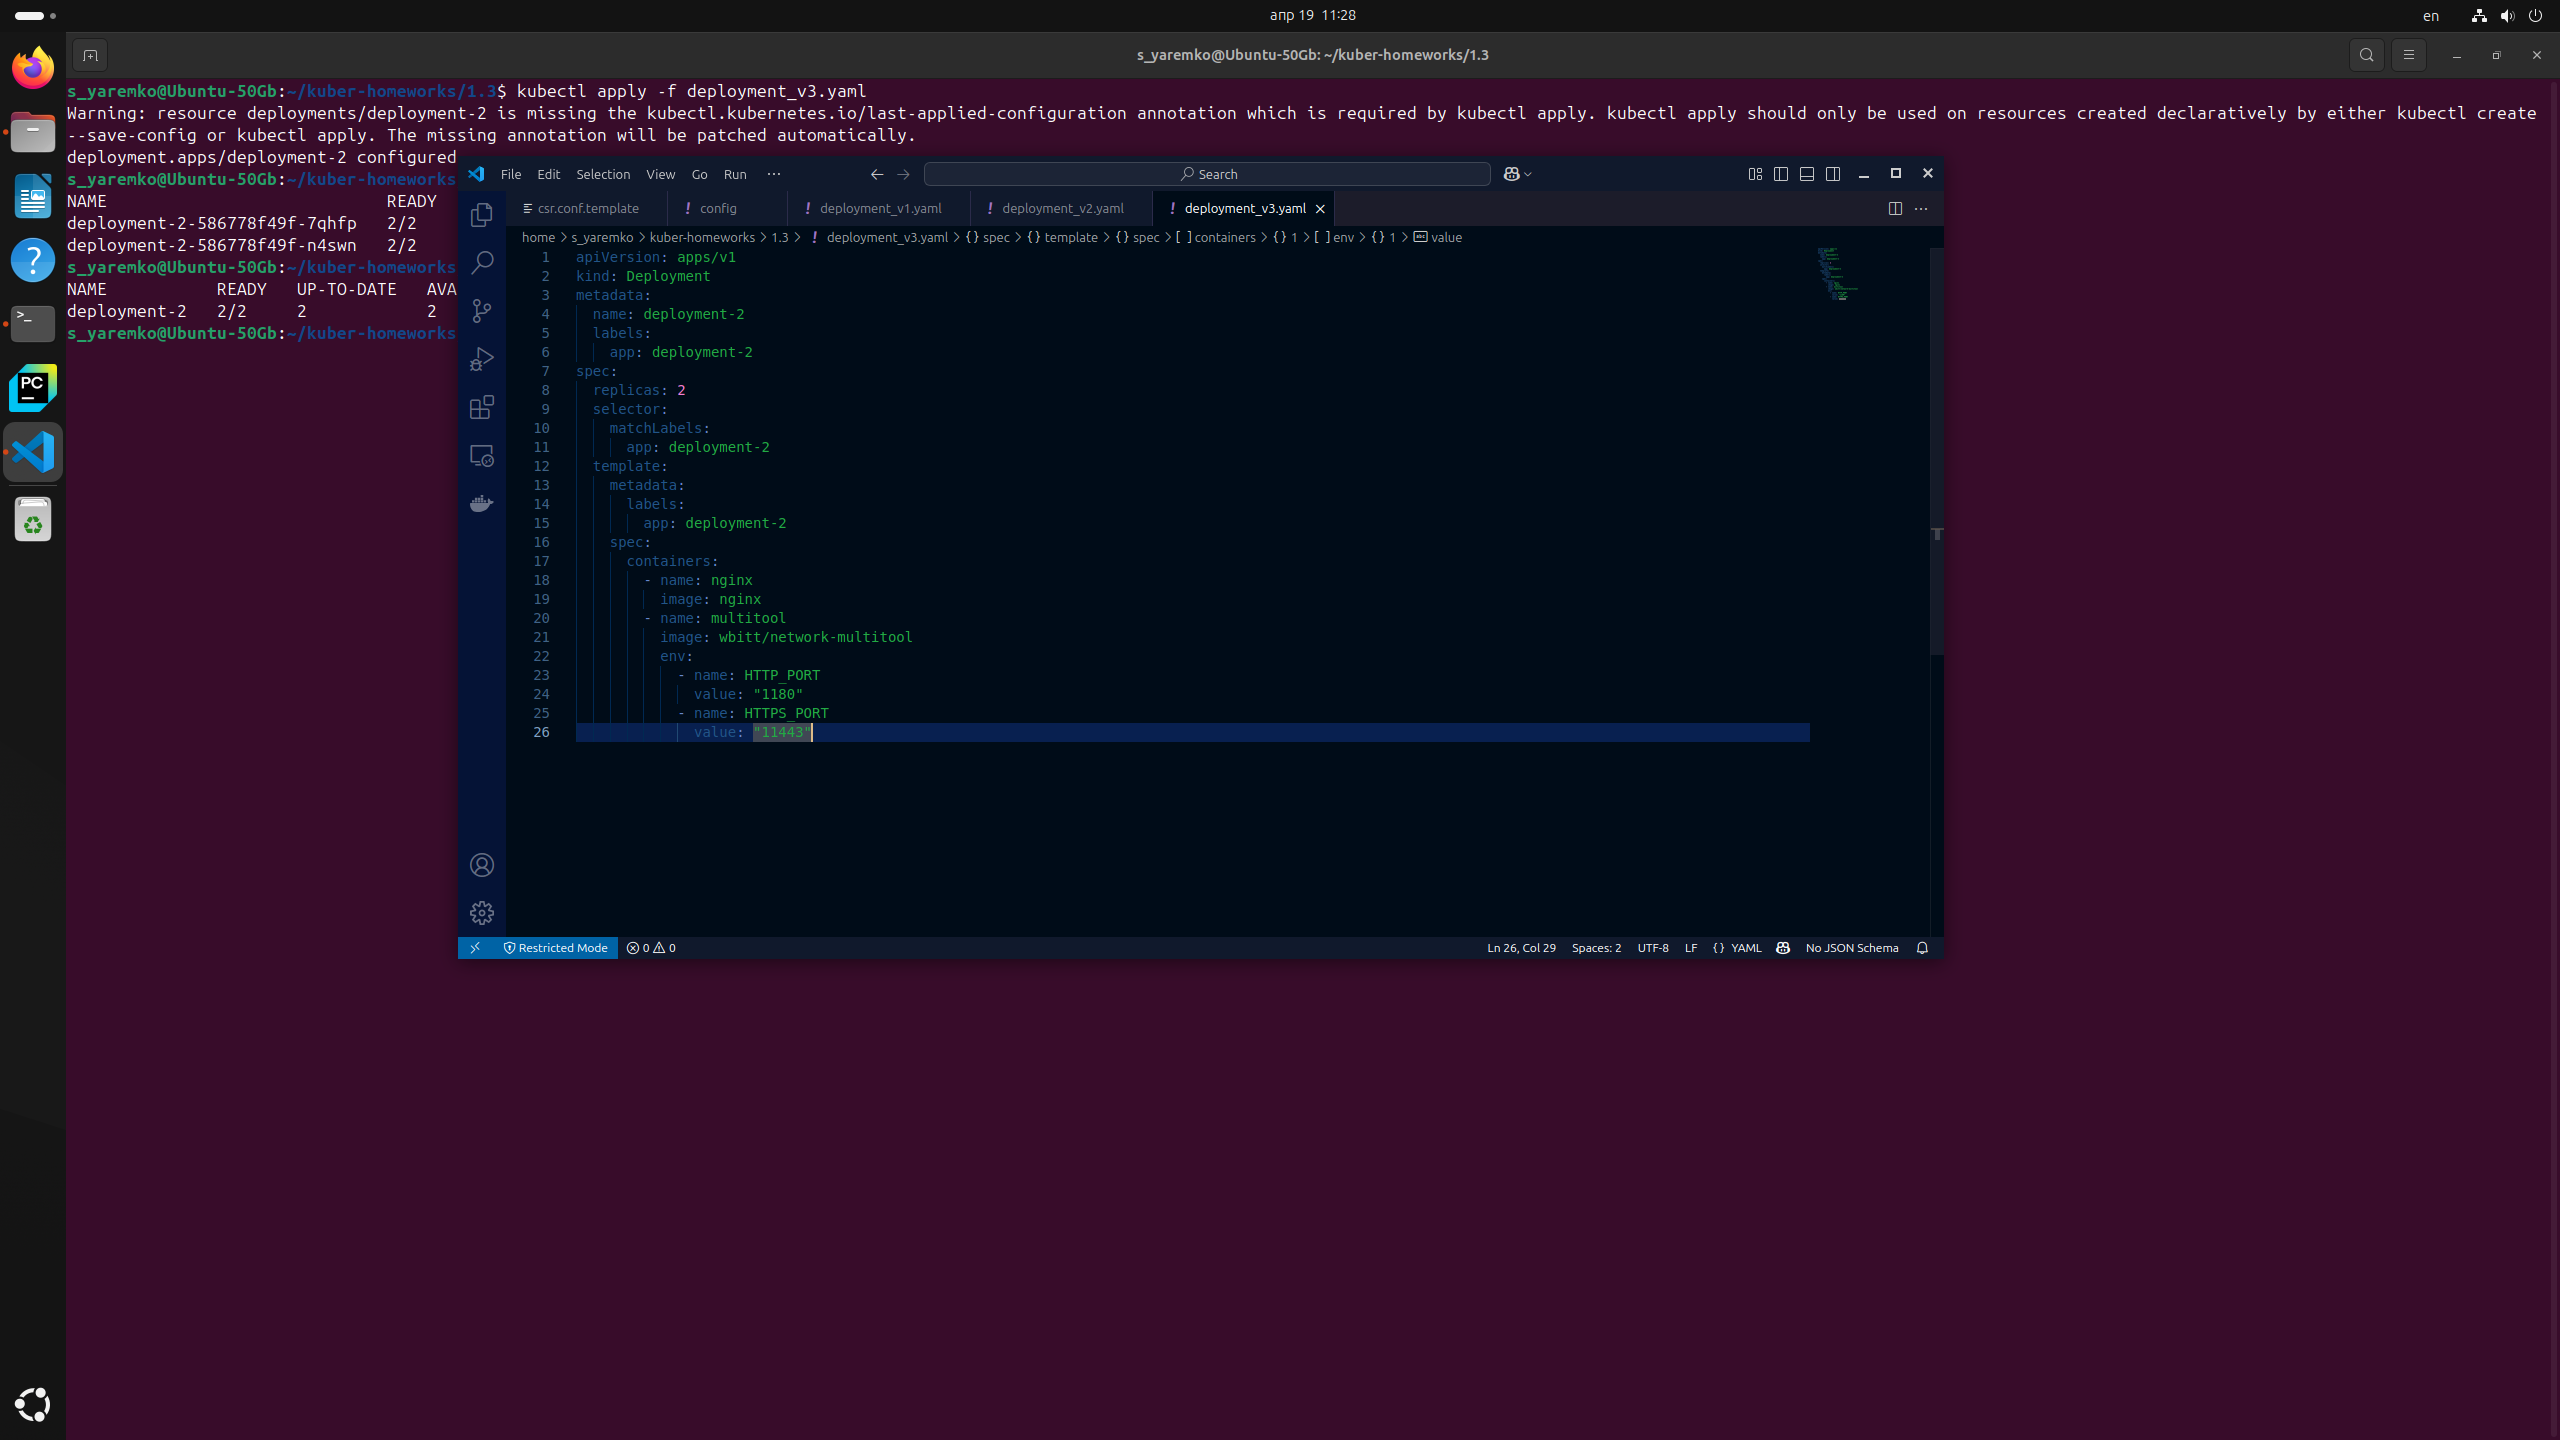 апр 19 11:28
en
s_yaremko@Ubuntu-50Gb: ~/kuber-homeworks/1.3
s_yaremko@Ubuntu-50Gb:~/kuber-homeworks/1.3$ kubectl apply -f deployment_v3.yaml
Warning: resource deployments/deployment-2 is missing the kubectl.kubernetes.io/last-applied-configuration annotation which is required by kubectl apply. kubectl apply should only be used on resources created declaratively by either kubectl create
--save-config or kubectl apply. The missing annotation will be patched automatically.
deployment.apps/deployment-2 configured
s_yaremko@Ubuntu-50Gb:~/kuber-homeworks
NAME READY
deployment-2-586778f49f-7qhfp 2/2
deployment-2-586778f49f-n4swn 2/2
s_yaremko@Ubuntu-50Gb:~/kuber-homeworks
NAME READY UP-TO-DATE AVA
deployment-2 2/2 2 2
s_yaremko@Ubuntu-50Gb:~/kuber-homeworks
>_
PC
File Edit Selection View Go Run ··· Search
csr.conf.template ! config ! deployment_v1.yaml ! deployment_v2.yaml ! deployment_v3.yaml
home > s_yaremko > kuber-homeworks > 1.3 > ! deployment_v3.yaml > {} spec > {} template > {} spec > [ ] containers > {} 1 > [ ] env > {} 1 > value
1 apiVersion: apps/v1
2 kind: Deployment
3 metadata:
4   name: deployment-2
5   labels:
6     app: deployment-2
7 spec:
8   replicas: 2
9   selector:
10     matchLabels:
11       app: deployment-2
12   template:
13     metadata:
14       labels:
15         app: deployment-2
16     spec:
17       containers:
18         - name: nginx
19           image: nginx
20         - name: multitool
21           image: wbitt/network-multitool
22           env:
23             - name: HTTP_PORT
24               value: "1180"
25             - name: HTTPS_PORT
26               value: "11443"
Restricted Mode 0 0 Ln 26, Col 29 Spaces: 2 UTF-8 LF {} YAML No JSON Schema